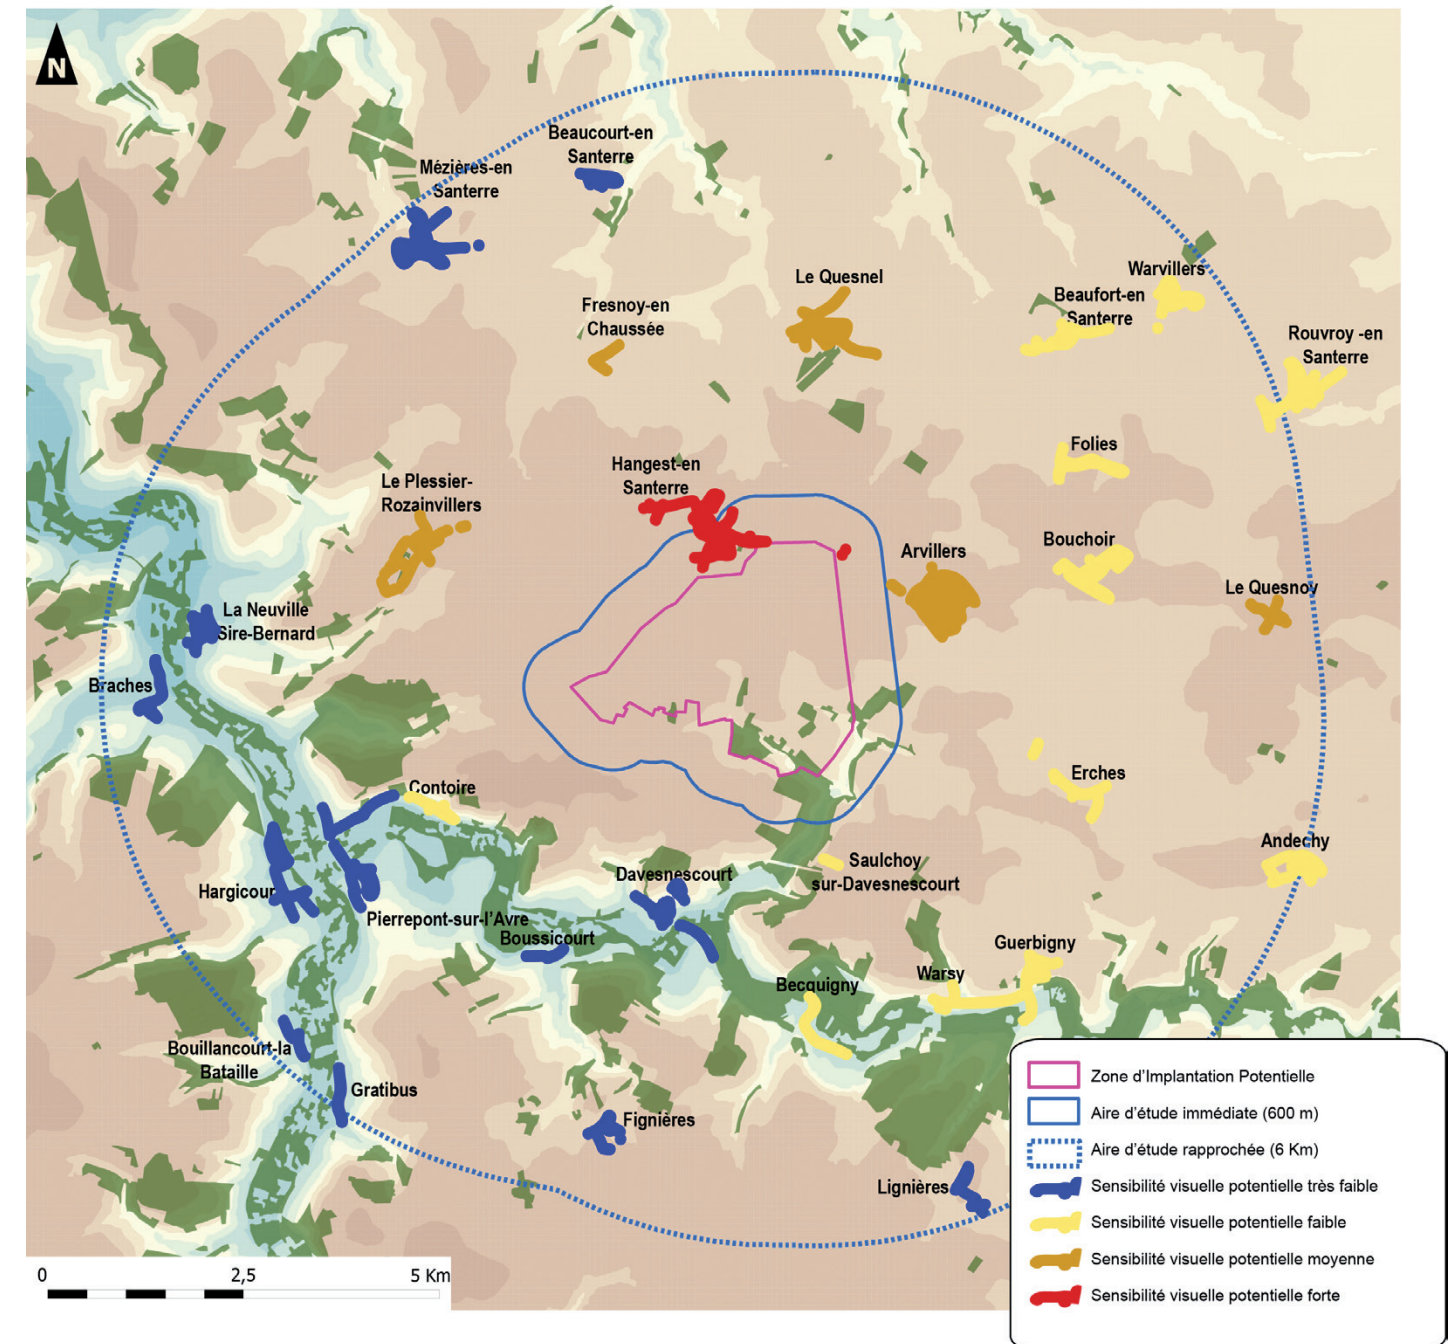 N
Beaucourt-en
Santerre
Mézières-en
Santerre
Le Quesnel
Warvillers
Beaufort-en
Santerre
Fresnoy-en
Chaussée
Rouvroy -en
Santerre
Folies
Hangest-en
Santerre
Le Plessier-
Rozainvillers
Bouchoir
Arvillers
Le Quesnoy
La Neuville
Sire-Bernard
Braches
Erches
Contoire
Andechy
Saulchoy
sur-Davesnescourt
Davesnescourt
Hargicour
Pierrepont-sur-l'Avre
Boussicourt
Guerbigny
Warsy
Becquigny
Bouillancourt-la
Bataille
Gratibus
Fignières
Lignières
Zone d'Implantation Potentielle
Aire d'étude immédiate (600 m)
Aire d'étude rapprochée (6 Km)
Sensibilité visuelle potentielle très faible
Sensibilité visuelle potentielle faible
Sensibilité visuelle potentielle moyenne
Sensibilité visuelle potentielle forte
0 2,5 5 Km